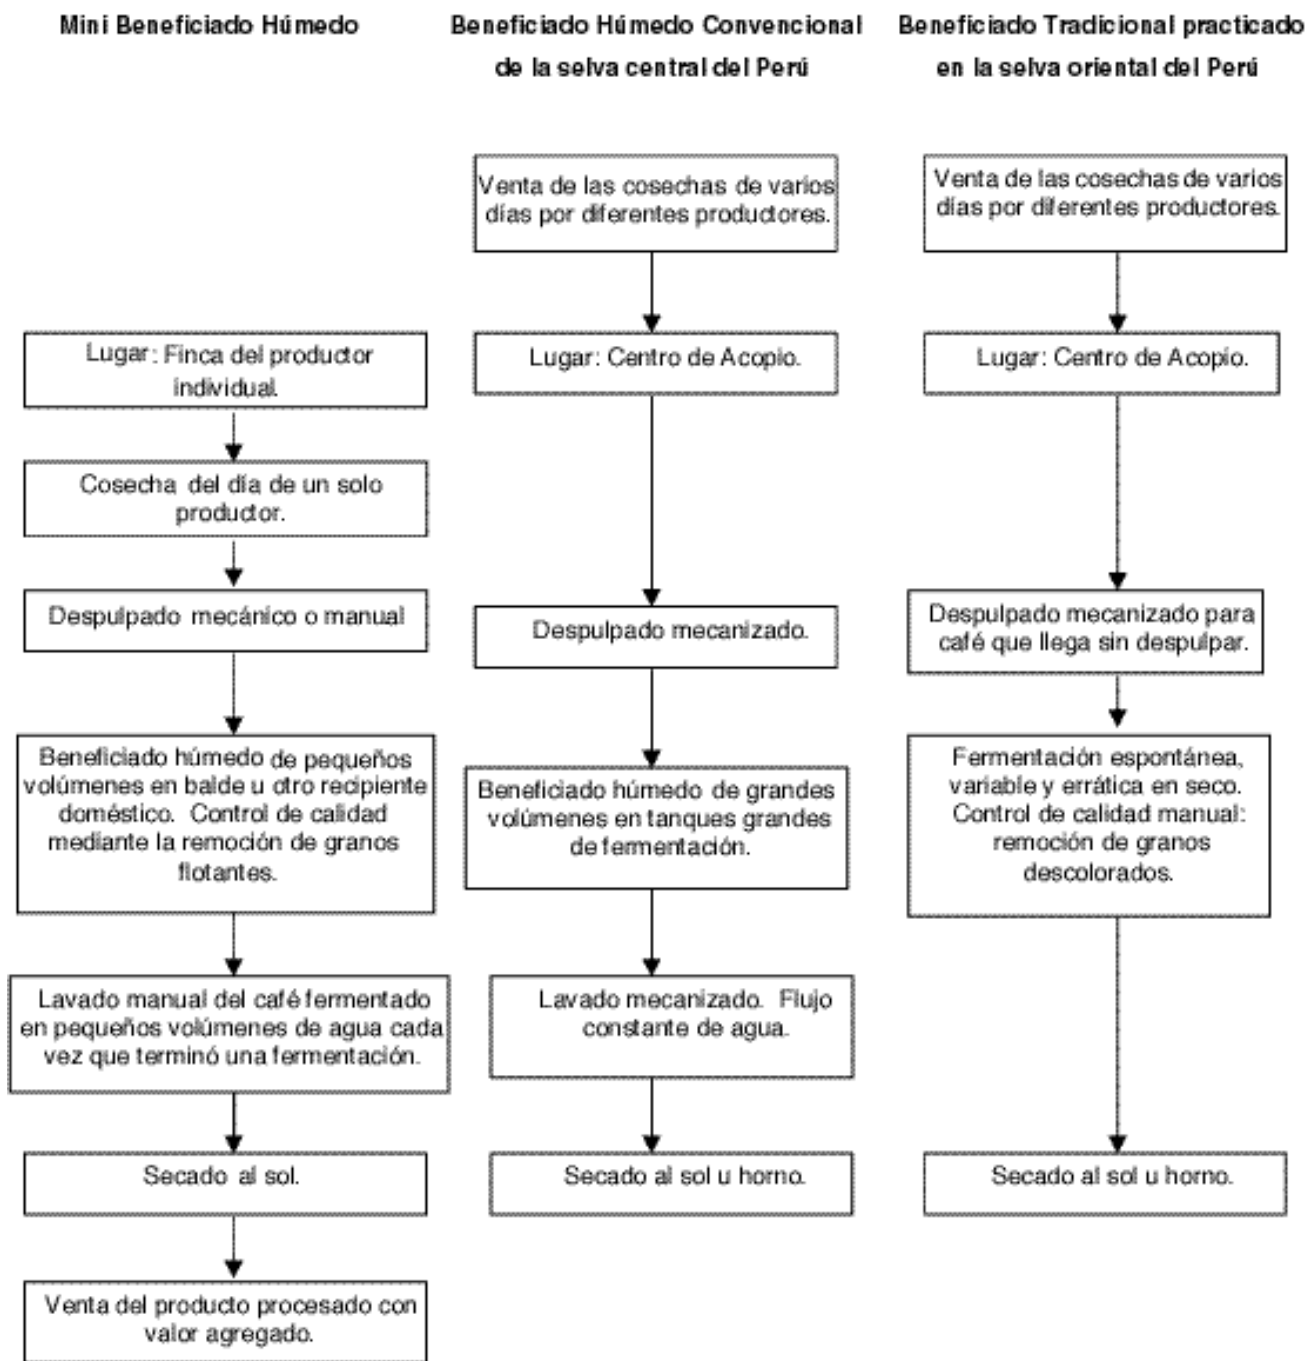 Mini Beneficiado Húmedo
Beneficiado Húmedo Convencional
de la selva central del Perú
Beneficiado Tradicional practicado
en la selva oriental del Perú
Lugar: Finca del productor
individual.
Cosecha del día de un solo
productor.
Despulpado mecánico o manual
Beneficiado húmedo de pequeños
volúmenes en balde u otro recipiente
doméstico. Control de calidad
mediante la remoción de granos
flotantes.
Lavado manual del café fermentado
en pequeños volúmenes de agua cada
vez que terminó una fermentación.
Secado al sol.
Venta del producto procesado con
valor agregado.
Venta de las cosechas de varios
días por diferentes productores.
Lugar: Centro de Acopio.
Despulpado mecanizado.
Beneficiado húmedo de grandes
volúmenes en tanques grandes
de fermentación.
Lavado mecanizado. Flujo
constante de agua.
Secado al sol u horno.
Venta de las cosechas de varios
días por diferentes productores.
Lugar: Centro de Acopio.
Despulpado mecanizado para
café que llega sin despulpar.
Fermentación espontánea,
variable y errática en seco.
Control de calidad manual:
remoción de granos
descolorados.
Secado al sol u horno.